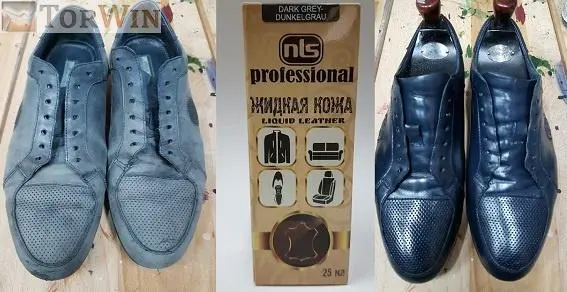 TORWIN
DARK GREY-
DUNKELGRAU
nls
professional
ЖИДКАЯ КОЖА
LIQUID LEATHER
25 мл